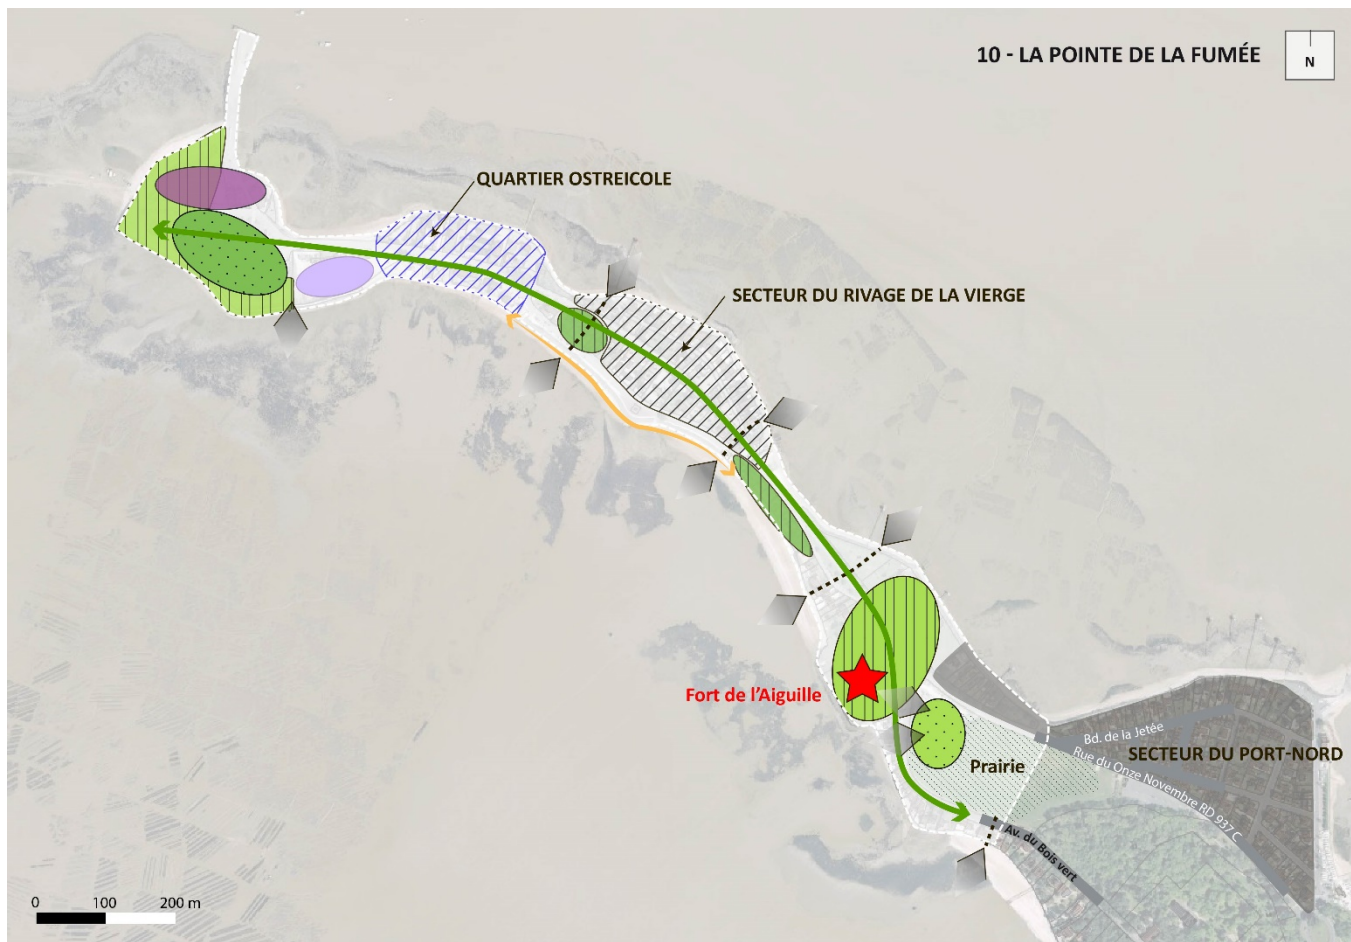 10 - LA POINTE DE LA FUMÉE
N
QUARTIER OSTREICOLE
SECTEUR DU RIVAGE DE LA VIERGE
Fort de l'Aiguille
Bd. de la Jetée
SECTEUR DU PORT-NORD
Rue du Onze Novembre RD 937 C
Prairie
Av. du Bois vert
0 100 200 m